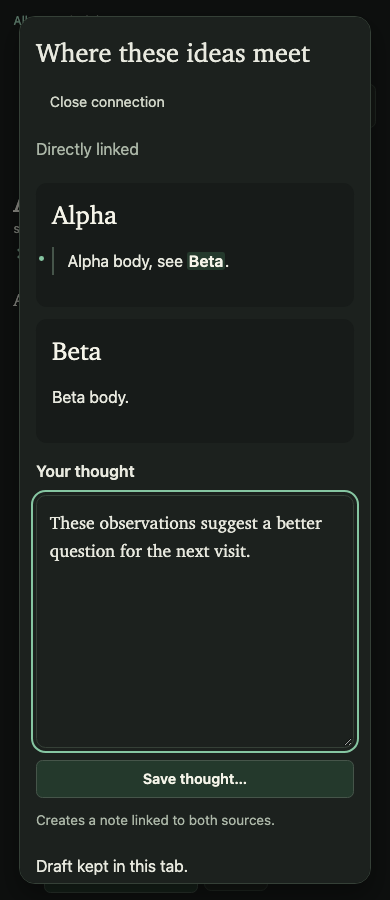 Where these ideas meet
Close connection
Directly linked
Alpha
Alpha body, see Beta.
Beta
Beta body.
Your thought
These observations suggest a better
question for the next visit.
Save thought...
Creates a note linked to both sources.
Draft kept in this tab.